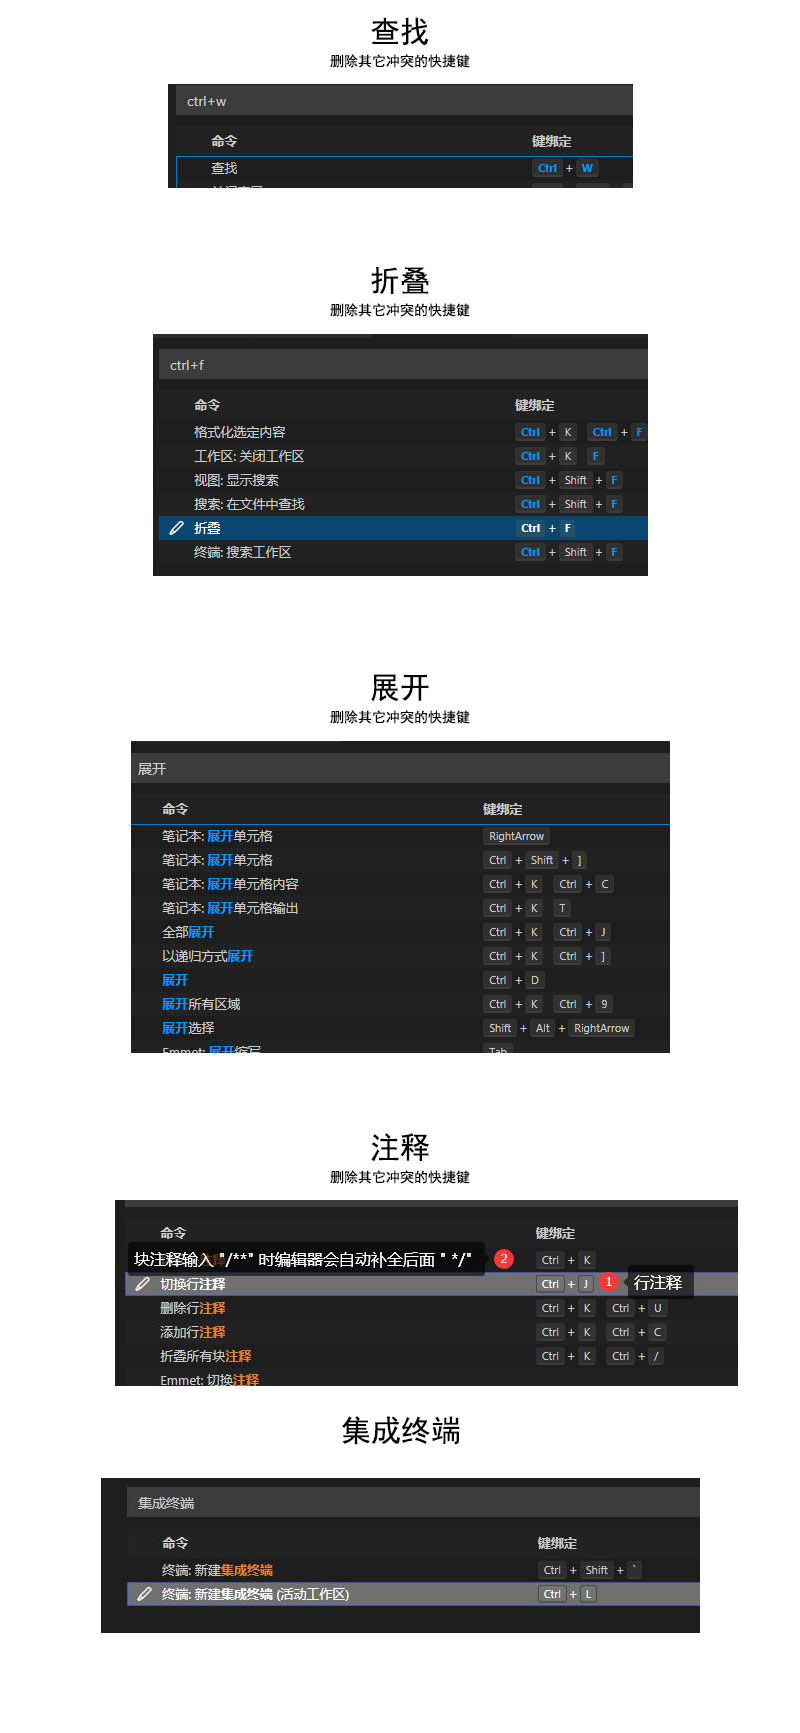 查找
删除其它冲突的快捷键
ctrl+w
命令 键绑定
查找 Ctrl + W
折叠
删除其它冲突的快捷键
ctrl+f
命令 键绑定
格式化选定内容 Ctrl + K Ctrl + F
工作区: 关闭工作区 Ctrl + K F
视图: 显示搜索 Ctrl + Shift + F
搜索: 在文件中查找 Ctrl + Shift + F
折叠 Ctrl + F
终端: 搜索工作区 Ctrl + Shift + F
展开
删除其它冲突的快捷键
展开
命令 键绑定
笔记本: 展开单元格 RightArrow
笔记本: 展开单元格 Ctrl + Shift + ]
笔记本: 展开单元格内容 Ctrl + K Ctrl + C
笔记本: 展开单元格输出 Ctrl + K T
全部展开 Ctrl + K Ctrl + J
以递归方式展开 Ctrl + K Ctrl + ]
展开 Ctrl + D
展开所有区域 Ctrl + K Ctrl + 9
展开选择 Shift + Alt + RightArrow
Emmet: 展开缩写 Tab
注释
删除其它冲突的快捷键
命令 键绑定
块注释输入 "/**" 时编辑器会自动补全后面 " */" 2 Ctrl + K
切换行注释 Ctrl + J 1 行注释
删除行注释 Ctrl + K Ctrl + U
添加行注释 Ctrl + K Ctrl + C
折叠所有块注释 Ctrl + K Ctrl + /
Emmet: 切换注释
集成终端
集成终端
命令 键绑定
终端: 新建集成终端 Ctrl + Shift + `
终端: 新建集成终端 (活动工作区) Ctrl + L